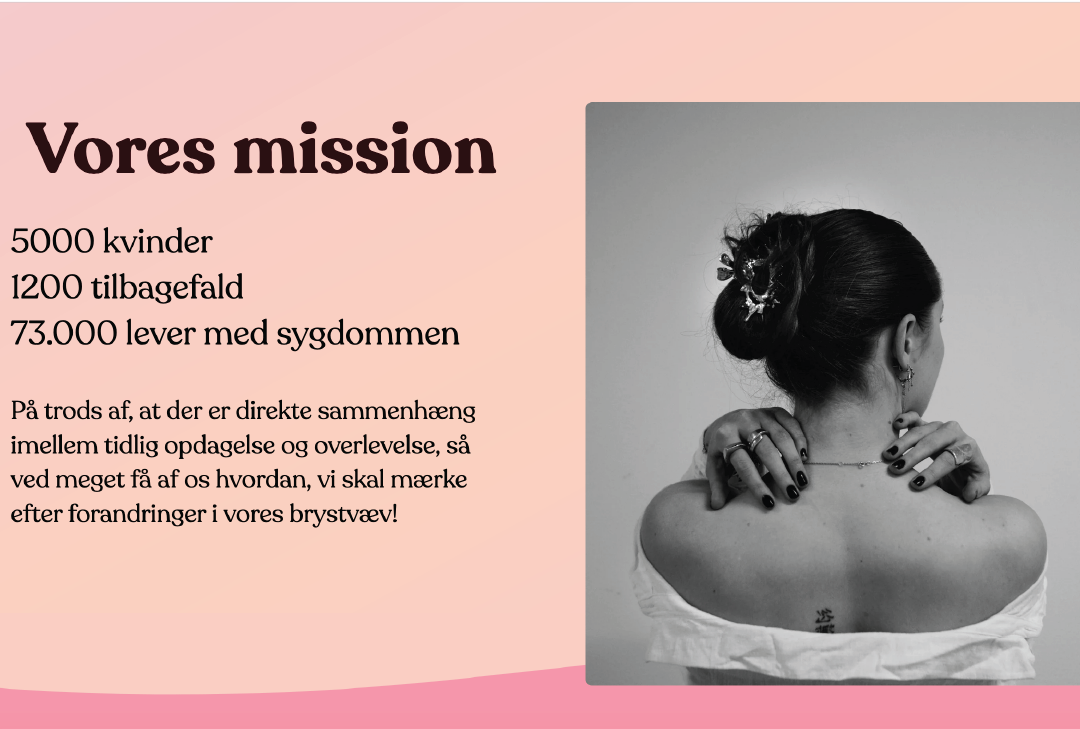 Vores mission
5000 kvinder
1200 tilbagefald
73.000 lever med sygdommen
På trods af, at der er direkte sammenhæng
imellem tidlig opdagelse og overlevelse, så
ved meget få af os hvordan, vi skal mærke
efter forandringer i vores brystvæv!